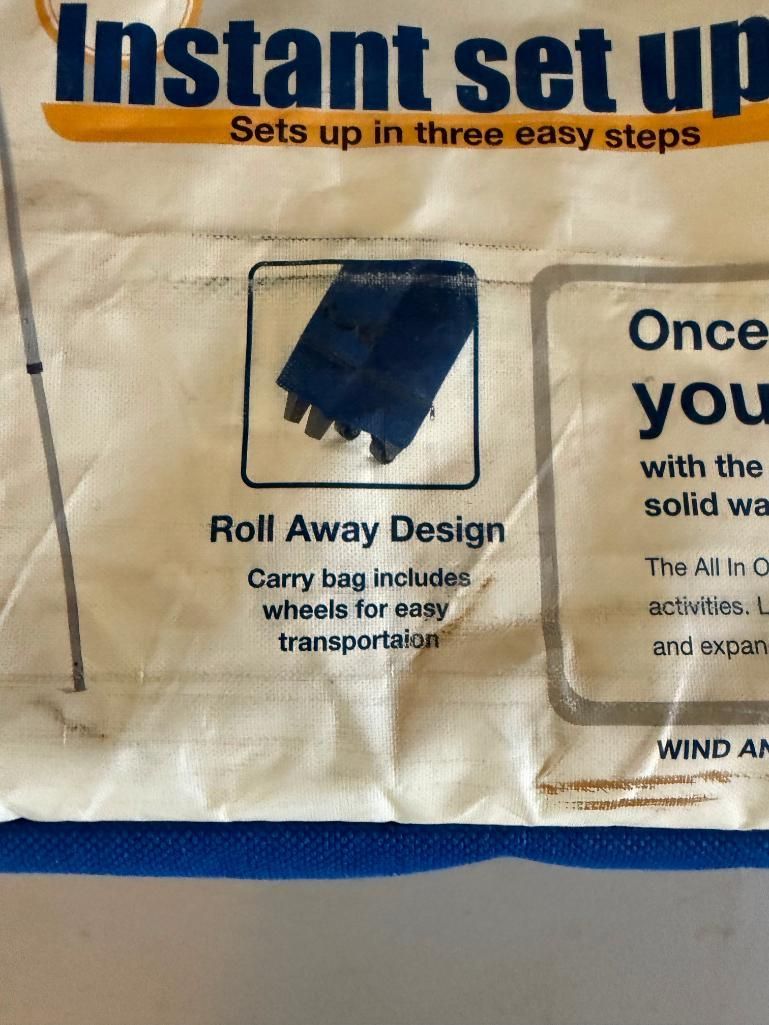 Instant set up
Sets up in three easy steps
Roll Away Design
Carry bag includes
wheels for easy
transportaion
Once
you
with the
solid wa
The All In O
activities. L
and expan
WIND AN